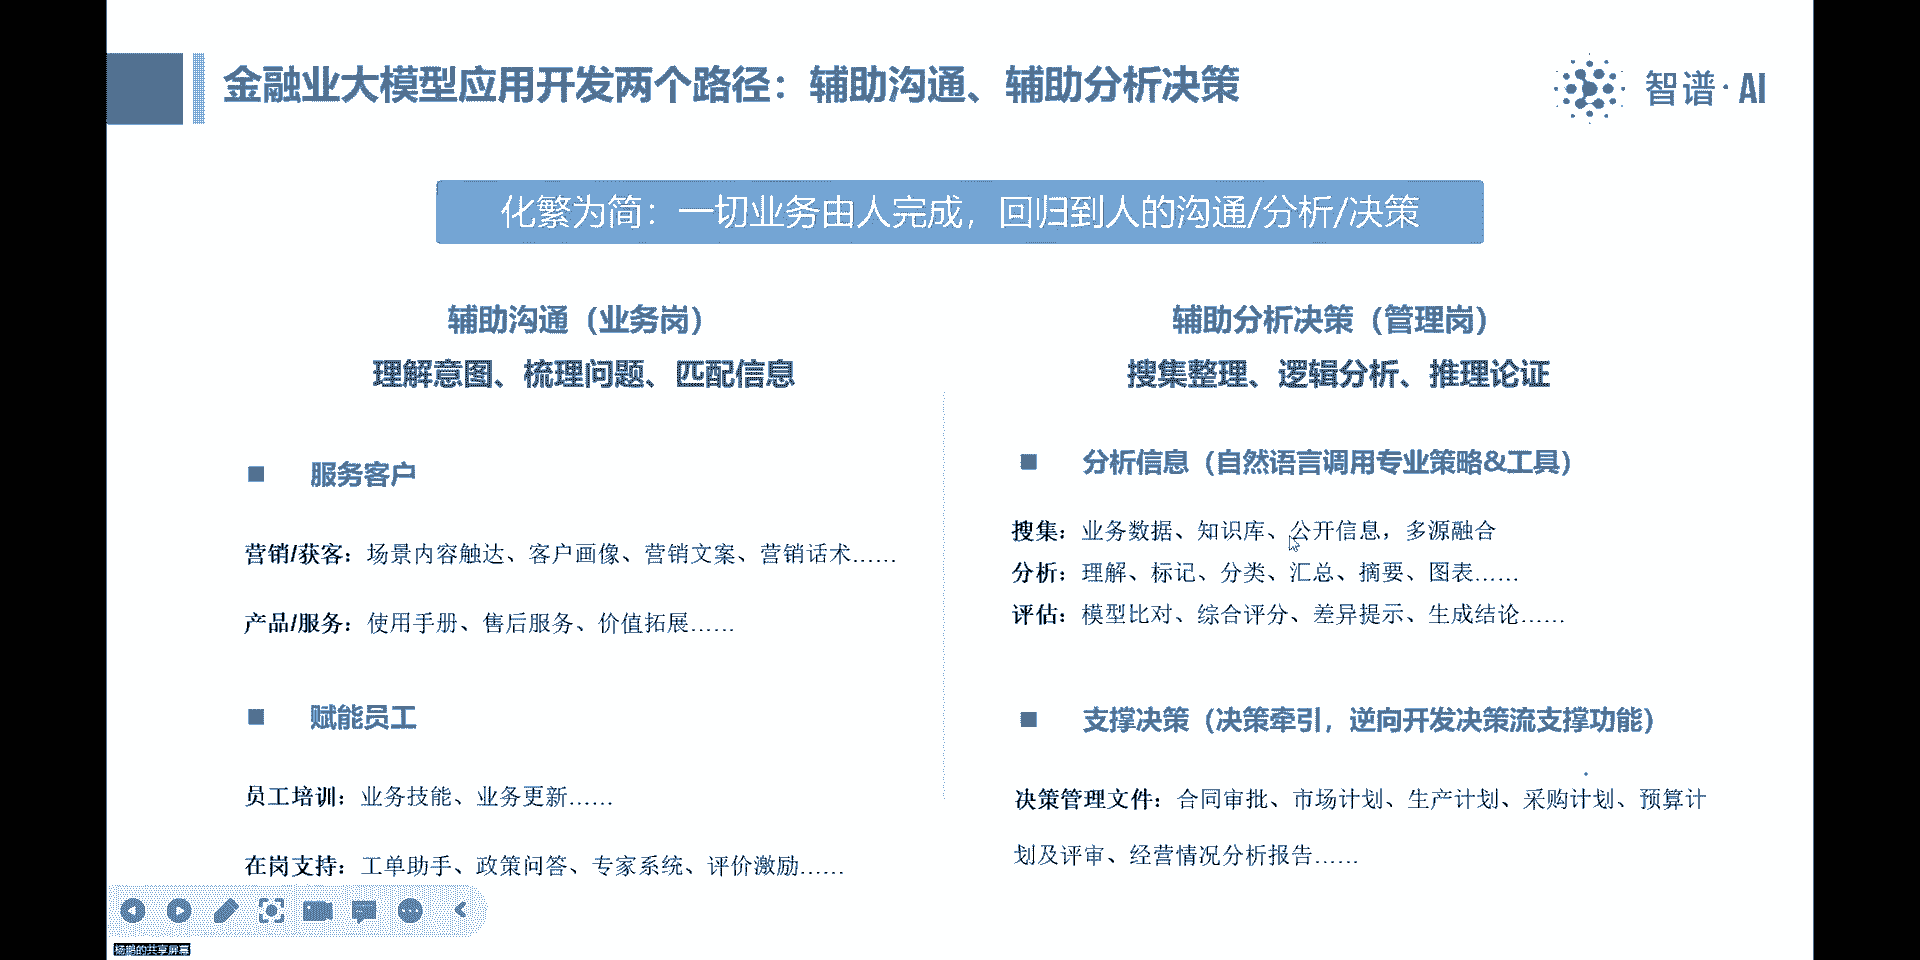 金融业大模型应用开发两个路径：辅助沟通、辅助分析决策
智谱·AI
化繁为简：一切业务由人完成，回归到人的沟通/分析/决策
辅助沟通（业务岗）
理解意图、梳理问题、匹配信息
■ 服务客户
营销/获客：场景内容触达、客户画像、营销文案、营销话术……
产品/服务：使用手册、售后服务、价值拓展……
■ 赋能员工
员工培训：业务技能、业务更新……
在岗支持：工单助手、政策问答、专家系统、评价激励……
辅助分析决策（管理岗）
搜集整理、逻辑分析、推理论证
■ 分析信息（自然语言调用专业策略&工具）
搜集：业务数据、知识库、公开信息，多源融合
分析：理解、标记、分类、汇总、摘要、图表……
评估：模型比对、综合评分、差异提示、生成结论……
■ 支撑决策（决策牵引，逆向开发决策流支撑功能）
决策管理文件：合同审批、市场计划、生产计划、采购计划、预算计
划及评审、经营情况分析报告……
的共享屏幕